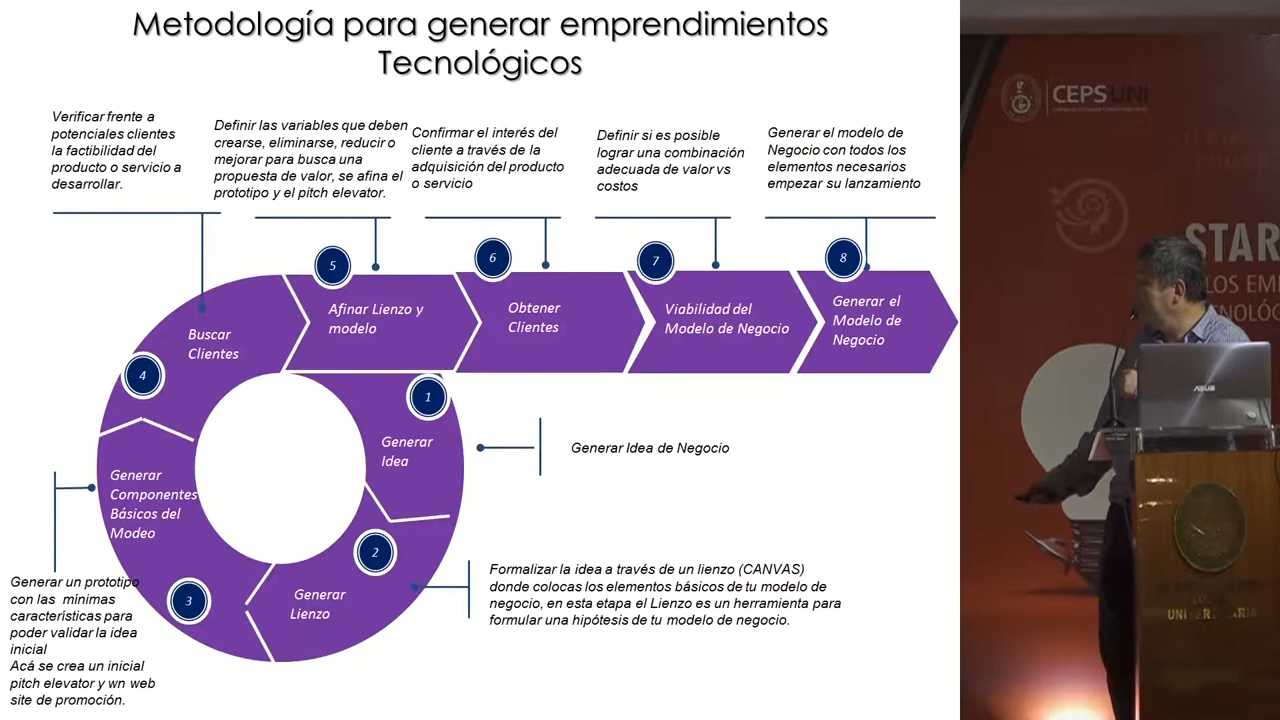 Metodología para generar emprendimientos
Tecnológicos
Verificar frente a
potenciales clientes
la factibilidad del
producto o servicio a
desarrollar.
Definir las variables que deben
crearse, eliminarse, reducir o
mejorar para busca una
propuesta de valor, se afina el
prototipo y el pitch elevator.
Confirmar el interés del
cliente a través de la
adquisición del producto
o servicio
Definir si es posible
lograr una combinación
adecuada de valor vs
costos
Generar el modelo de
Negocio con todos los
elementos necesarios
empezar su lanzamiento
5
6
7
8
Afinar Lienzo y
modelo
Obtener
Clientes
Viabilidad del
Modelo de Negocio
Generar el
Modelo de
Negocio
Buscar
Clientes
4
1
Generar
Idea
Generar Idea de Negocio
Generar
Componentes
Básicos del
Modeo
2
Generar
Lienzo
3
Formalizar la idea a través de un lienzo (CANVAS)
donde colocas los elementos básicos de tu modelo de
negocio, en esta etapa el Lienzo es un herramienta para
formular una hipótesis de tu modelo de negocio.
Generar un prototipo
con las mínimas
características para
poder validar la idea
inicial
Acá se crea un inicial
pitch elevator y wn web
site de promoción.
CEPS UNI
STAR
LOS EM
CNOLÓG
ASUS
UNIVERSITARIA